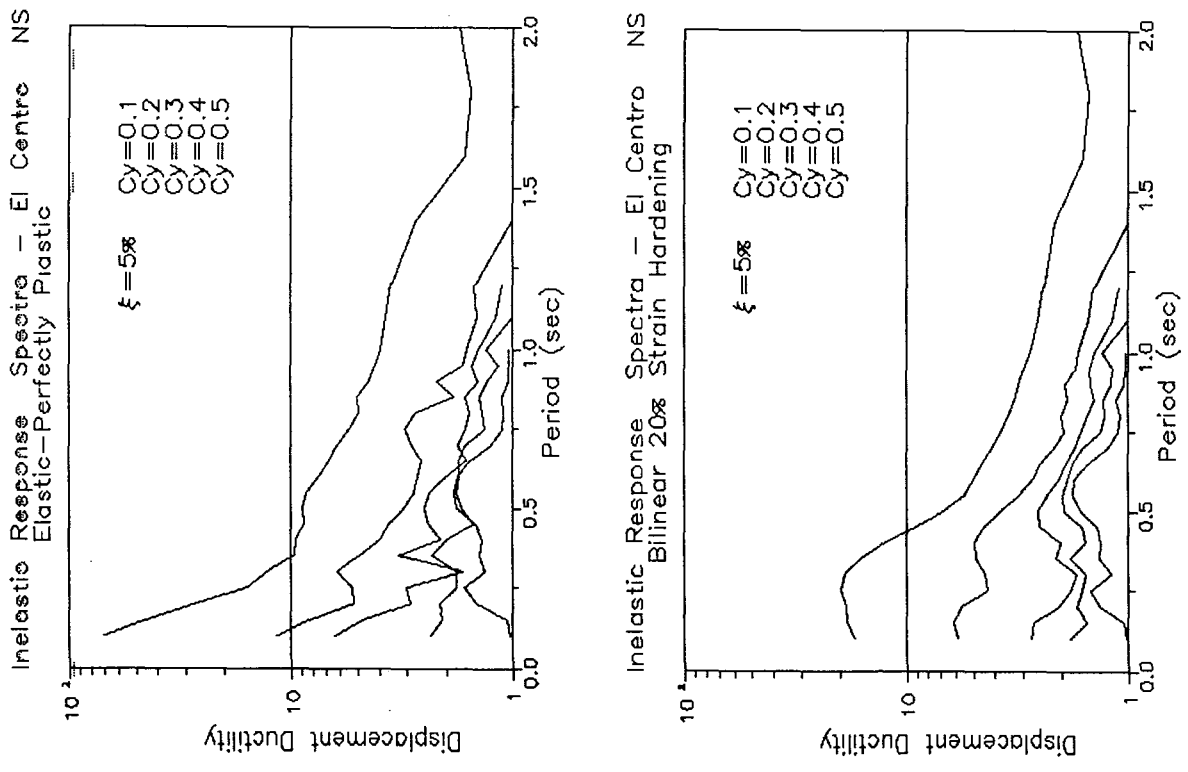 Inelastic Response Spectra - El Centro NS
Elastic-Perfectly Plastic
ξ=5%
Cy=0.1
Cy=0.2
Cy=0.3
Cy=0.4
Cy=0.5
10²
10
1
Displacement Ductility
0.0
0.5
1.0
1.5
2.0
Period (sec)
Inelastic Response Spectra - El Centro NS
Bilinear 20% Strain Hardening
ξ=5%
Cy=0.1
Cy=0.2
Cy=0.3
Cy=0.4
Cy=0.5
10²
10
1
Displacement Ductility
0.0
0.5
1.0
1.5
2.0
Period (sec)